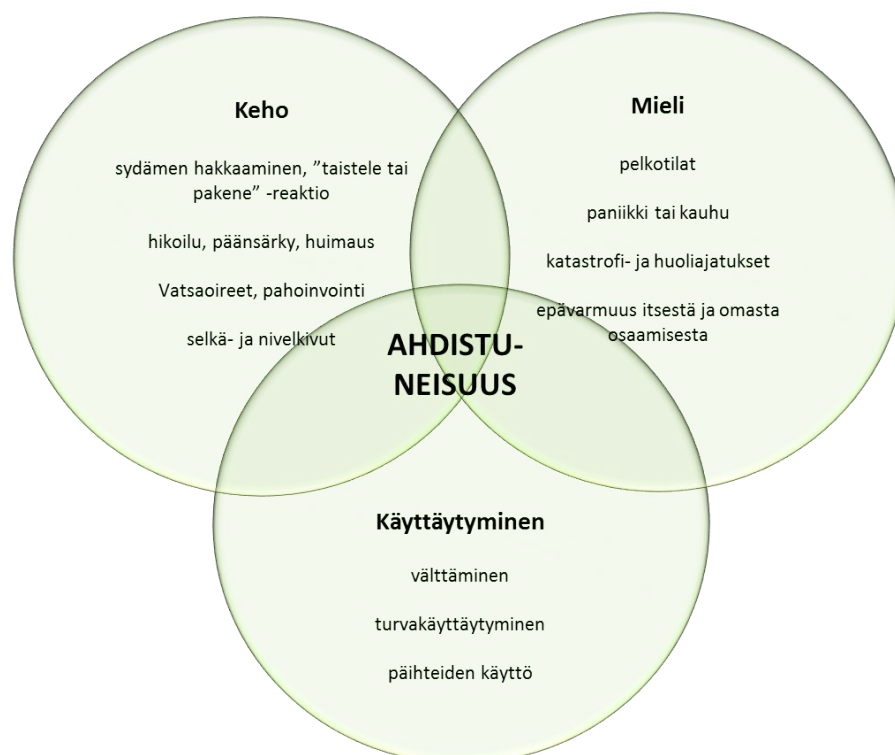 Keho
sydämen hakkaaminen, ”taistele tai
pakene” -reaktio
hikoilu, päänsärky, huimaus
Vatsaoireet, pahoinvointi
selkä- ja nivelkivut
Mieli
pelkotilat
paniikki tai kauhu
katastrofi- ja huoliajatukset
epävarmuus itsestä ja omasta
osaamisesta
AHDISTU-
NEISUUS
Käyttäytyminen
välttäminen
turvakäyttäytyminen
päihteiden käyttö